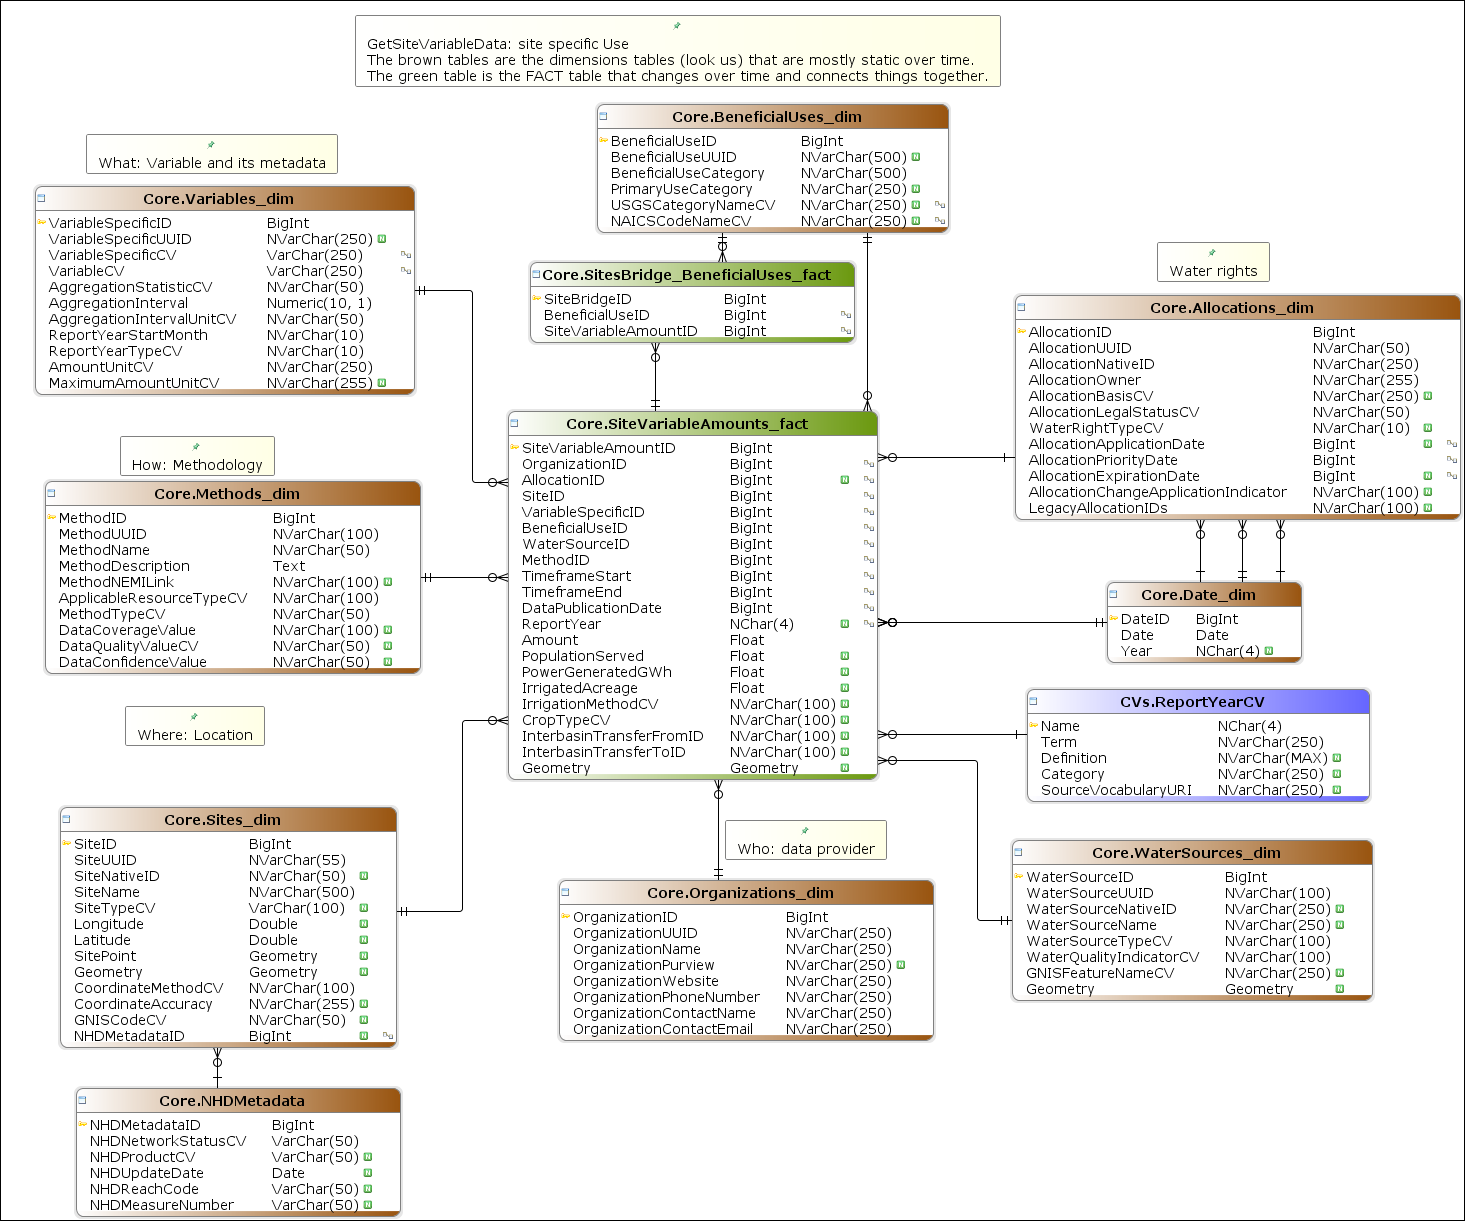 GetSiteVariableData: site specific Use
The brown tables are the dimensions tables (look us) that are mostly static over time.
The green table is the FACT table that changes over time and connects things together.
What: Variable and its metadata
Core.Variables_dim
VariableSpecificID BigInt
VariableSpecificUUID NVarChar(250) N
VariableSpecificCV VarChar(250)
VariableCV VarChar(250)
AggregationStatisticCV NVarChar(50)
AggregationInterval Numeric(10, 1)
AggregationIntervalUnitCV NVarChar(50)
ReportYearStartMonth NVarChar(10)
ReportYearTypeCV NVarChar(10)
AmountUnitCV NVarChar(250)
MaximumAmountUnitCV NVarChar(255) N
Core.BeneficialUses_dim
BeneficialUseID BigInt
BeneficialUseUUID NVarChar(500) N
BeneficialUseCategory NVarChar(500)
PrimaryUseCategory NVarChar(250) N
USGSCategoryNameCV NVarChar(250) N
NAICSCodeNameCV NVarChar(250) N
Core.SitesBridge_BeneficialUses_fact
SiteBridgeID BigInt
BeneficialUseID BigInt
SiteVariableAmountID BigInt
Water rights
Core.Allocations_dim
AllocationID BigInt
AllocationUUID NVarChar(50)
AllocationNativeID NVarChar(250)
AllocationOwner NVarChar(255)
AllocationBasisCV NVarChar(250) N
AllocationLegalStatusCV NVarChar(50)
WaterRightTypeCV NVarChar(10) N
AllocationApplicationDate BigInt N
AllocationPriorityDate BigInt
AllocationExpirationDate BigInt N
AllocationChangeApplicationIndicator NVarChar(100) N
LegacyAllocationIDs NVarChar(100) N
How: Methodology
Core.Methods_dim
MethodID BigInt
MethodUUID NVarChar(100)
MethodName NVarChar(50)
MethodDescription Text
MethodNEMILink NVarChar(100) N
ApplicableResourceTypeCV NVarChar(100)
MethodTypeCV NVarChar(50)
DataCoverageValue NVarChar(100) N
DataQualityValueCV NVarChar(50) N
DataConfidenceValue NVarChar(50) N
Core.SiteVariableAmounts_fact
SiteVariableAmountID BigInt
OrganizationID BigInt
AllocationID BigInt N
SiteID BigInt
VariableSpecificID BigInt
BeneficialUseID BigInt
WaterSourceID BigInt
MethodID BigInt
TimeframeStart BigInt
TimeframeEnd BigInt
DataPublicationDate BigInt
ReportYear NChar(4) N
Amount Float
PopulationServed Float N
PowerGeneratedGWh Float N
IrrigatedAcreage Float N
IrrigationMethodCV NVarChar(100) N
CropTypeCV NVarChar(100) N
InterbasinTransferFromID NVarChar(100) N
InterbasinTransferToID NVarChar(100) N
Geometry Geometry N
Core.Date_dim
DateID BigInt
Date Date
Year NChar(4) N
CVs.ReportYearCV
Name NChar(4)
Term NVarChar(250)
Definition NVarChar(MAX) N
Category NVarChar(250) N
SourceVocabularyURI NVarChar(250) N
Where: Location
Core.Sites_dim
SiteID BigInt
SiteUUID NVarChar(55)
SiteNativeID NVarChar(50) N
SiteName NVarChar(500)
SiteTypeCV VarChar(100) N
Longitude Double N
Latitude Double N
SitePoint Geometry N
Geometry Geometry N
CoordinateMethodCV NVarChar(100)
CoordinateAccuracy NVarChar(255) N
GNISCodeCV NVarChar(50) N
NHDMetadataID BigInt N
Who: data provider
Core.Organizations_dim
OrganizationID BigInt
OrganizationUUID NVarChar(250)
OrganizationName NVarChar(250)
OrganizationPurview NVarChar(250) N
OrganizationWebsite NVarChar(250)
OrganizationPhoneNumber NVarChar(250)
OrganizationContactName NVarChar(250)
OrganizationContactEmail NVarChar(250)
Core.WaterSources_dim
WaterSourceID BigInt
WaterSourceUUID NVarChar(100)
WaterSourceNativeID NVarChar(250) N
WaterSourceName NVarChar(250) N
WaterSourceTypeCV NVarChar(100)
WaterQualityIndicatorCV NVarChar(100)
GNISFeatureNameCV NVarChar(250) N
Geometry Geometry N
Core.NHDMetadata
NHDMetadataID BigInt
NHDNetworkStatusCV VarChar(50)
NHDProductCV VarChar(50) N
NHDUpdateDate Date N
NHDReachCode VarChar(50) N
NHDMeasureNumber VarChar(50) N